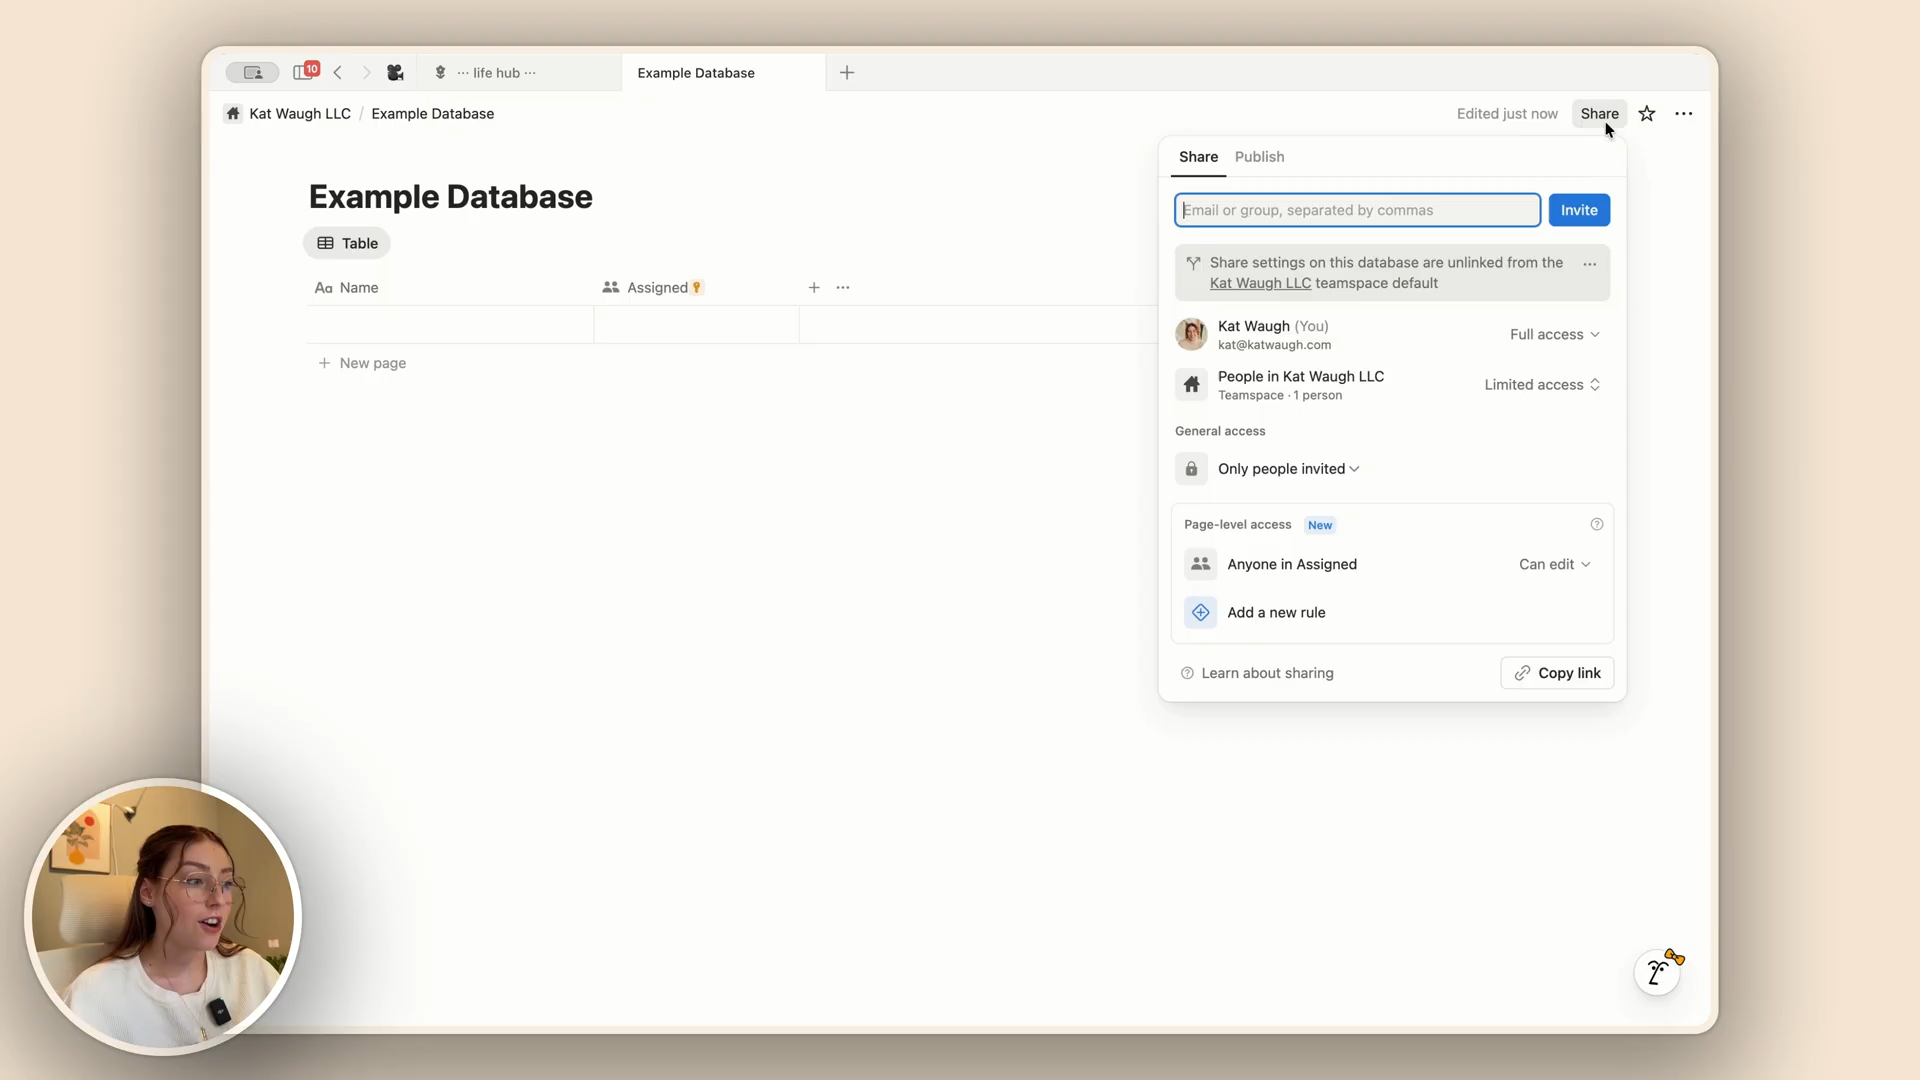 10
··· life hub ···
Example Database
Kat Waugh LLC / Example Database
Edited just now
Share
Share
Publish
Example Database
Email or group, separated by commas
Invite
Table
Share settings on this database are unlinked from the
Kat Waugh LLC teamspace default
Aa Name
Assigned
Kat Waugh (You)
kat@katwaugh.com
Full access
New page
People in Kat Waugh LLC
Teamspace · 1 person
Limited access
General access
Only people invited
Page-level access
New
Anyone in Assigned
Can edit
Add a new rule
Learn about sharing
Copy link